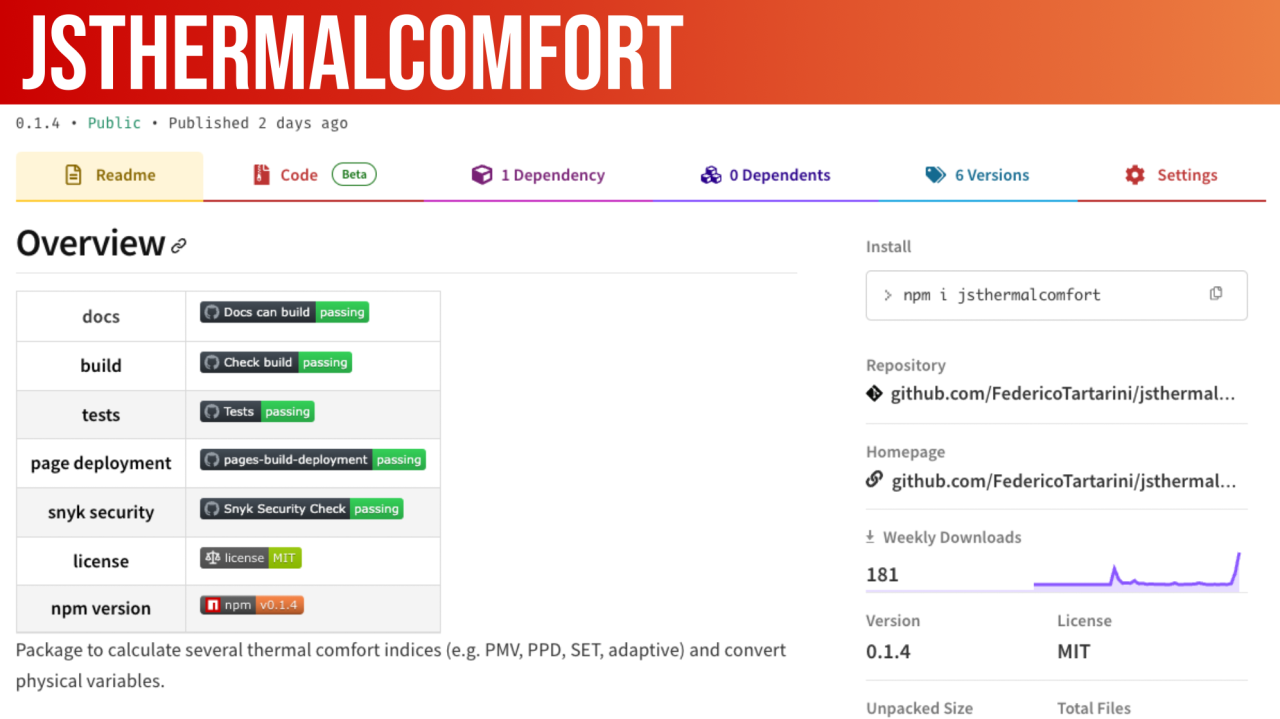 JSTHERMALCOMFORT
0.1.4 • Public • Published 2 days ago
Readme
Code Beta
1 Dependency
0 Dependents
6 Versions
Settings
Overview
docs Docs can build passing
build Check build passing
tests Tests passing
page deployment pages-build-deployment passing
snyk security Snyk Security Check passing
license license MIT
npm version npm v0.1.4
Package to calculate several thermal comfort indices (e.g. PMV, PPD, SET, adaptive) and convert
physical variables.
Install
> npm i jsthermalcomfort
Repository
github.com/FedericoTartarini/jsthermal...
Homepage
github.com/FedericoTartarini/jsthermal...
Weekly Downloads
181
Version License
0.1.4 MIT
Unpacked Size Total Files